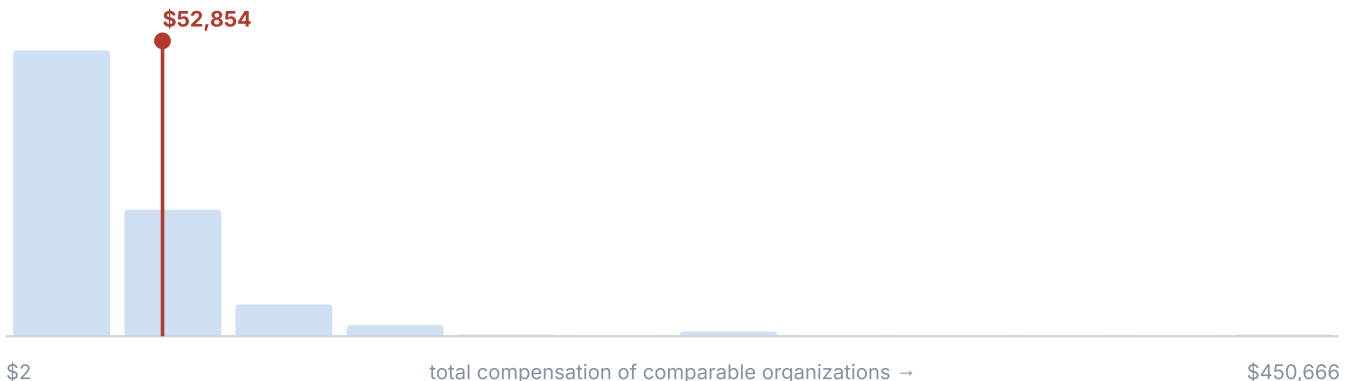 $52,854
$2
total compensation of comparable organizations →
$450,666